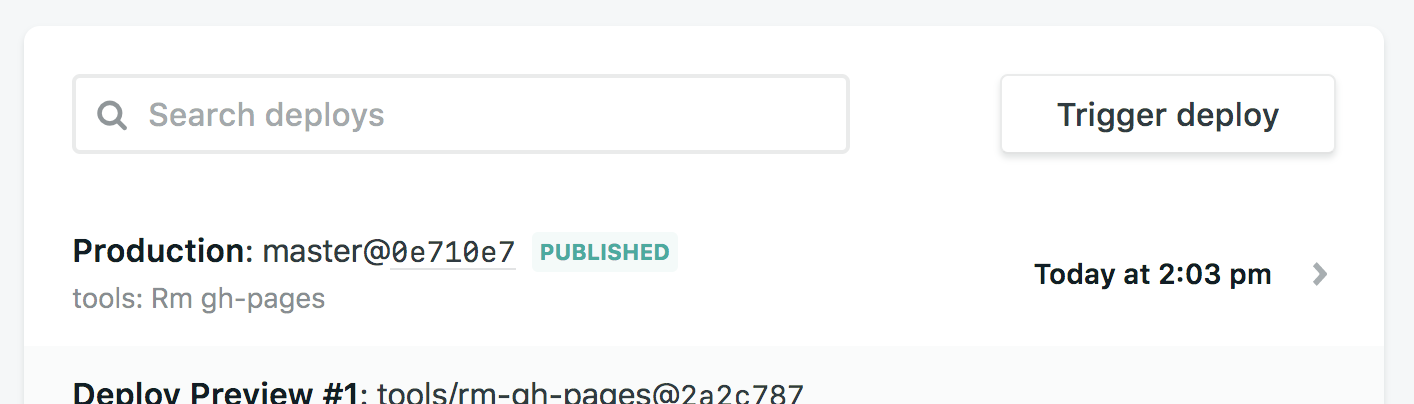 Search deploys
Trigger deploy
Production: master@0e710e7 PUBLISHED
Today at 2:03 pm
tools: Rm gh-pages
Deploy Preview #1: tools/rm-gh-pages@2a2c787